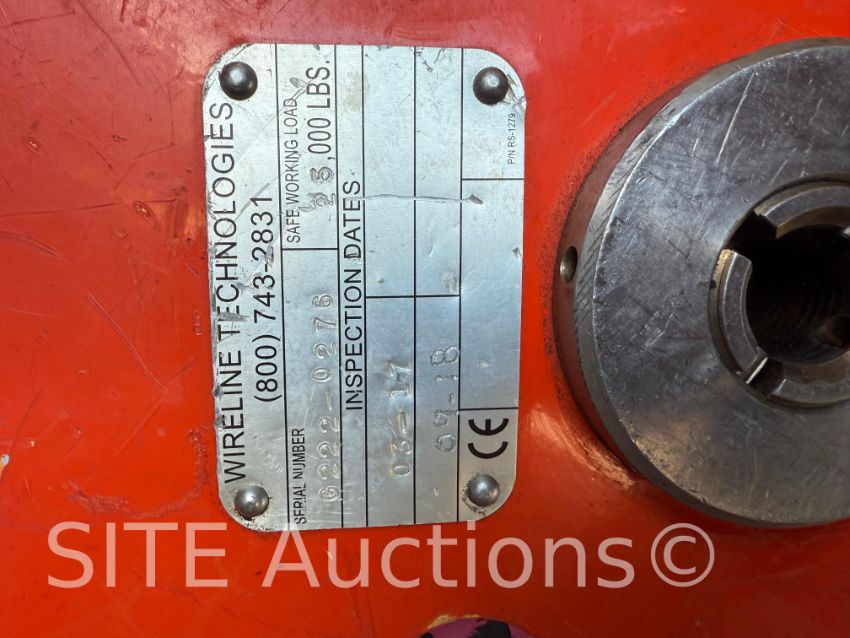 WIRELINE TECHNOLOGIES
(800) 743-2831
SERIAL NUMBER SAFE WORKING LOAD
G222-0276 25,000 LBS.
INSPECTION DATES
03-17
09-18
CE P/N RS-1279
SITE Auctions©